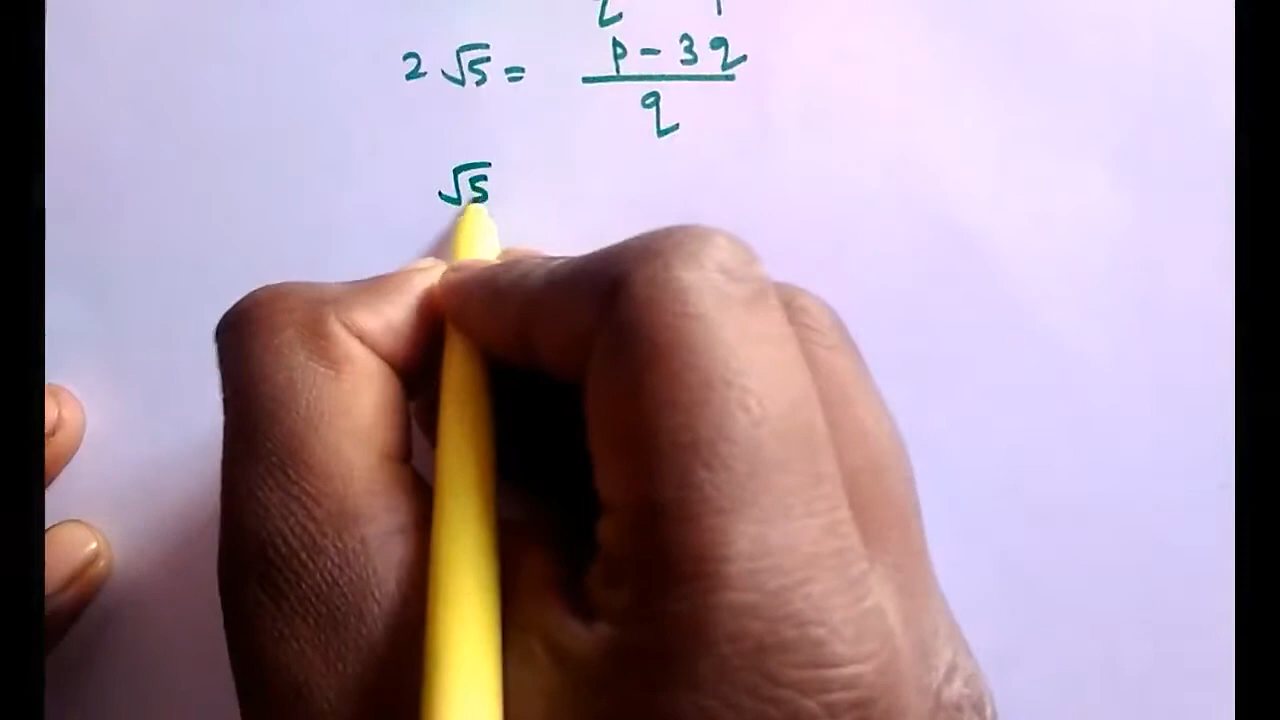 2√5 = p - 3q / q
√5